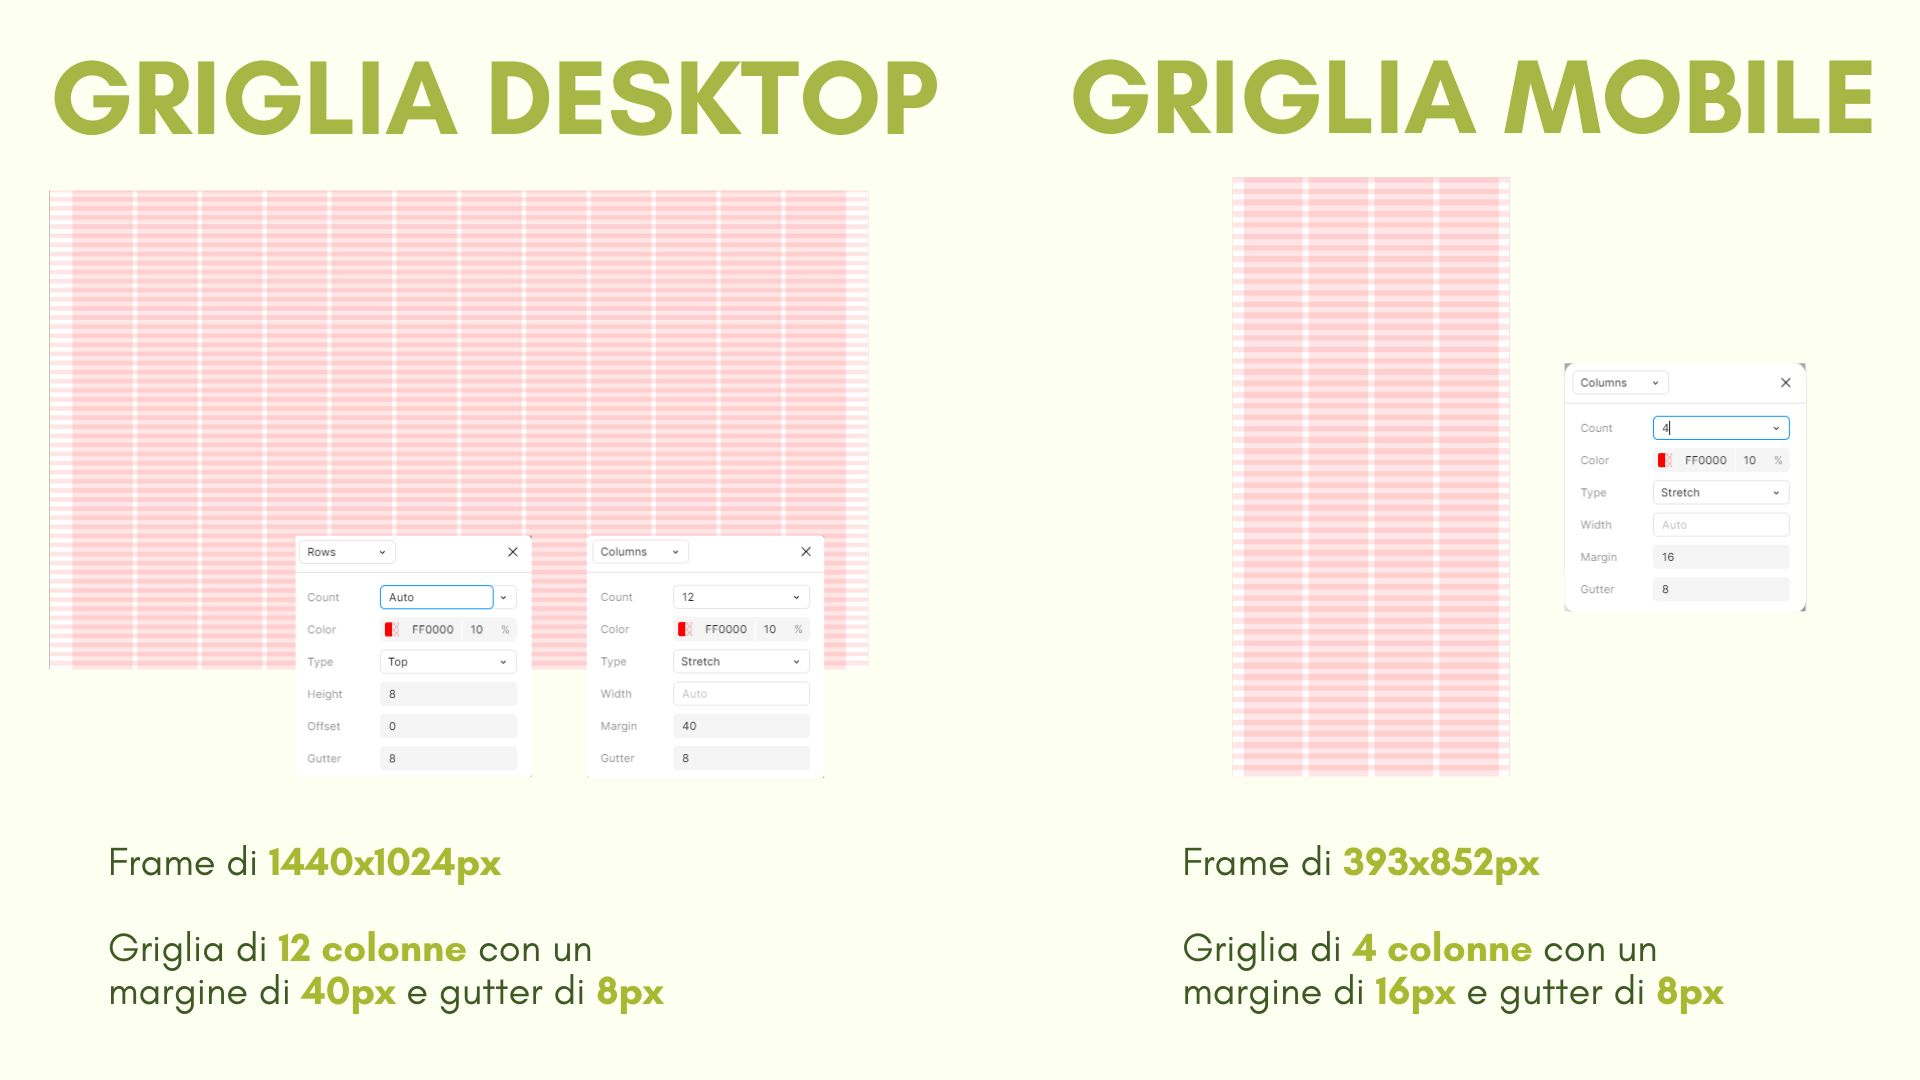 GRIGLIA DESKTOP
Rows
Count Auto
Color FF0000 10 %
Type Top
Height 8
Offset 0
Gutter 8
Columns
Count 12
Color FF0000 10 %
Type Stretch
Width Auto
Margin 40
Gutter 8
Frame di 1440x1024px
Griglia di 12 colonne con un
margine di 40px e gutter di 8px
GRIGLIA MOBILE
Columns
Count 4
Color FF0000 10 %
Type Stretch
Width Auto
Margin 16
Gutter 8
Frame di 393x852px
Griglia di 4 colonne con un
margine di 16px e gutter di 8px